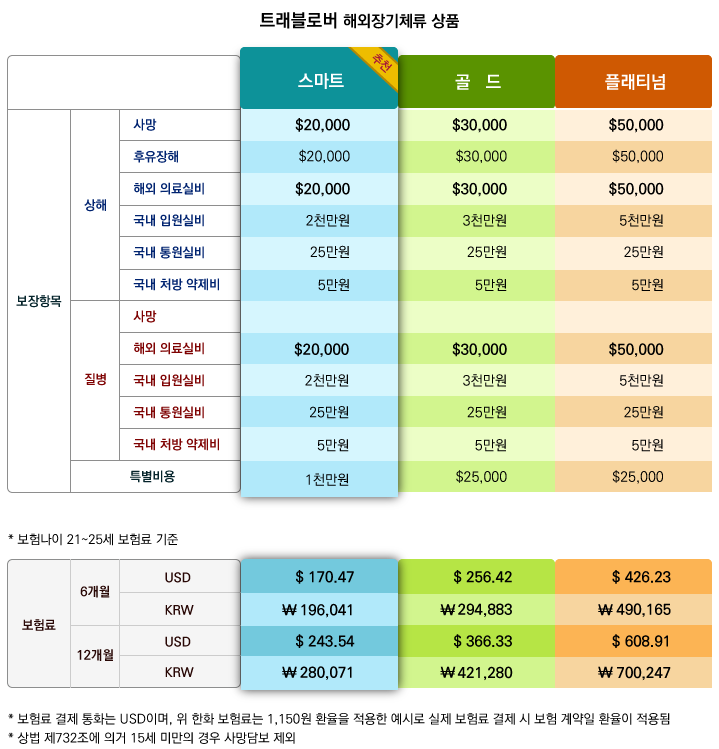 트래블로버 해외장기체류 상품
스마트 추천 골 드 플래티넘
보장항목
상해
사망 $20,000 $30,000 $50,000
후유장해 $20,000 $30,000 $50,000
해외 의료실비 $20,000 $30,000 $50,000
국내 입원실비 2천만원 3천만원 5천만원
국내 통원실비 25만원 25만원 25만원
국내 처방 약제비 5만원 5만원 5만원
질병
사망
해외 의료실비 $20,000 $30,000 $50,000
국내 입원실비 2천만원 3천만원 5천만원
국내 통원실비 25만원 25만원 25만원
국내 처방 약제비 5만원 5만원 5만원
특별비용 1천만원 $25,000 $25,000
* 보험나이 21~25세 보험료 기준
보험료
6개월
USD $ 170.47 $ 256.42 $ 426.23
KRW ₩ 196,041 ₩ 294,883 ₩ 490,165
12개월
USD $ 243.54 $ 366.33 $ 608.91
KRW ₩ 280,071 ₩ 421,280 ₩ 700,247
* 보험료 결제 통화는 USD이며, 위 한화 보험료는 1,150원 환율을 적용한 예시로 실제 보험료 결제 시 보험 계약일 환율이 적용됨
* 상법 제732조에 의거 15세 미만의 경우 사망담보 제외